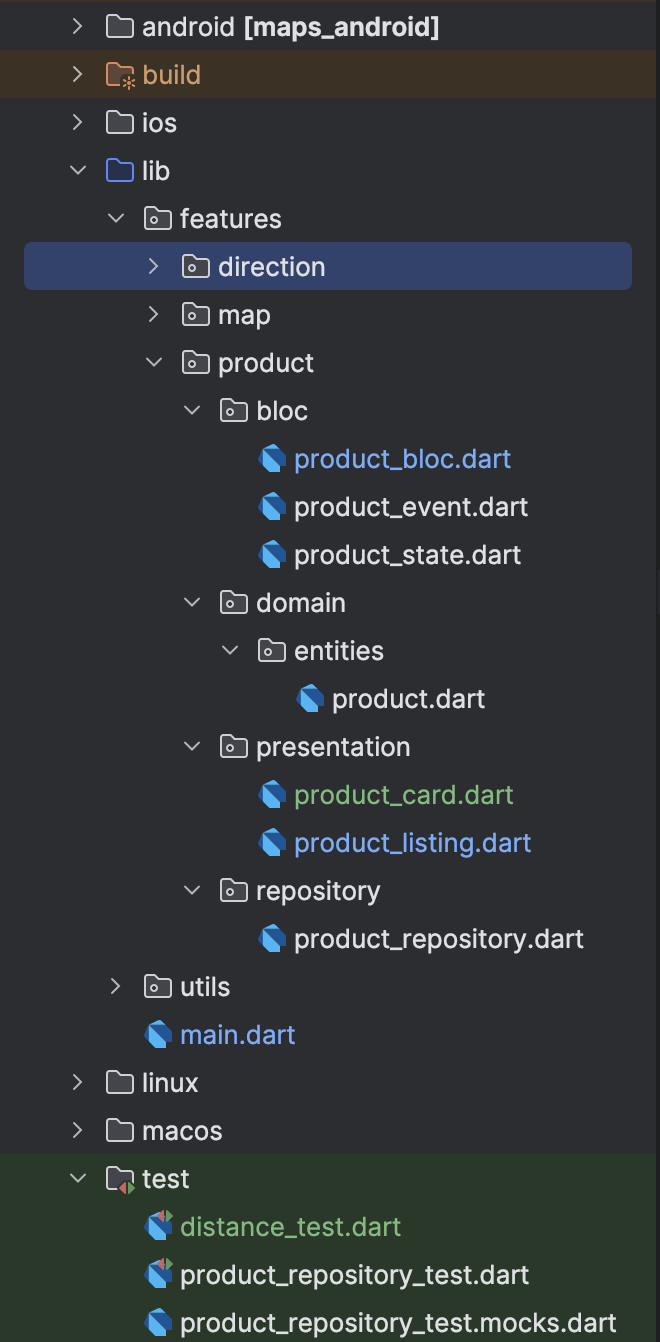 android [maps_android]
build
ios
lib
features
direction
map
product
bloc
product_bloc.dart
product_event.dart
product_state.dart
domain
entities
product.dart
presentation
product_card.dart
product_listing.dart
repository
product_repository.dart
utils
main.dart
linux
macos
test
distance_test.dart
product_repository_test.dart
product_repository_test.mocks.dart